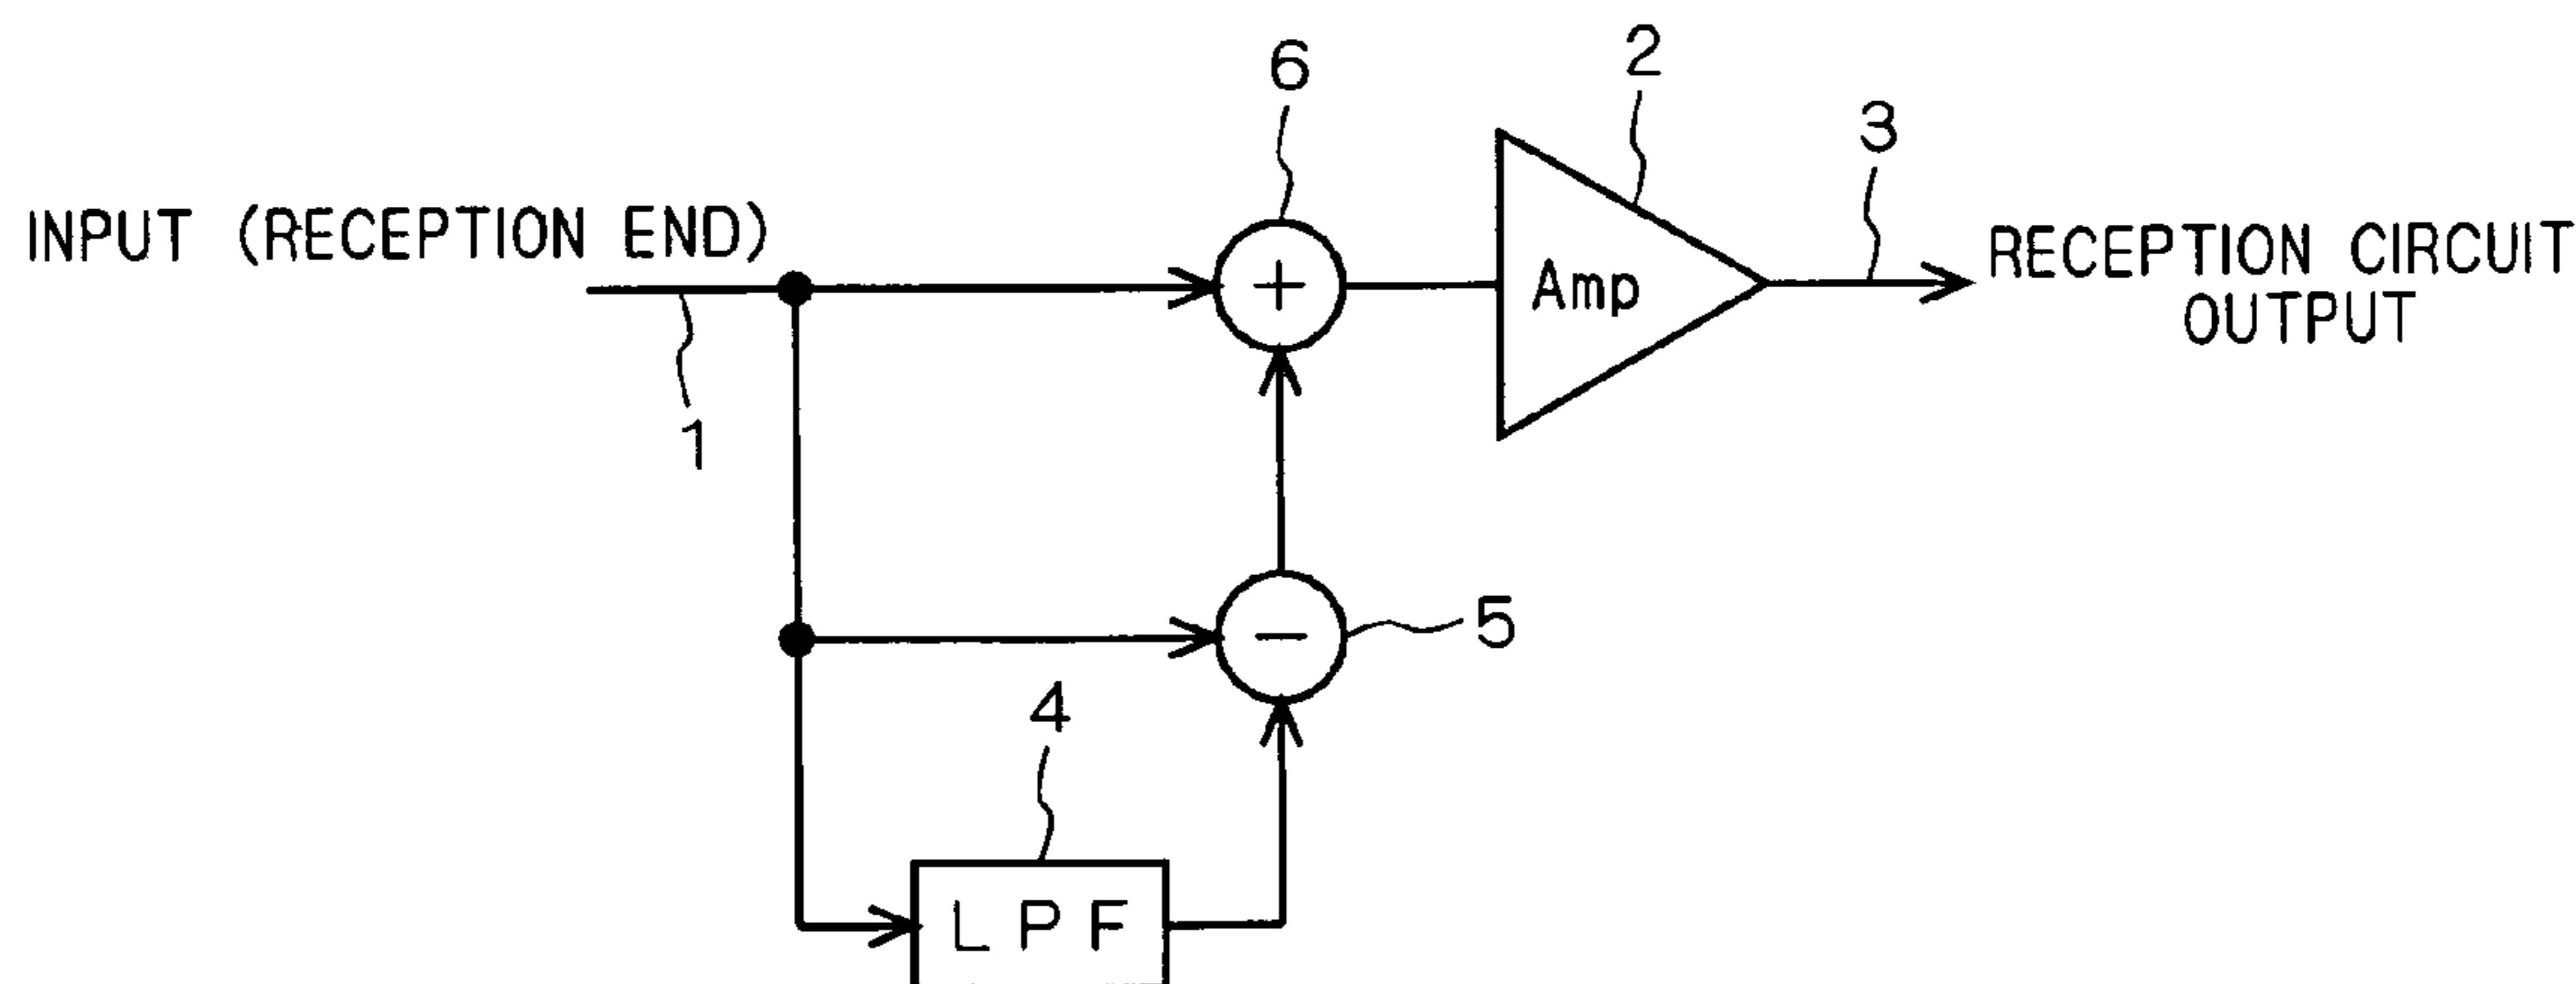 6
2
3
INPUT (RECEPTION END)
+
Amp
RECEPTION CIRCUIT
OUTPUT
1
−
5
4
LPF